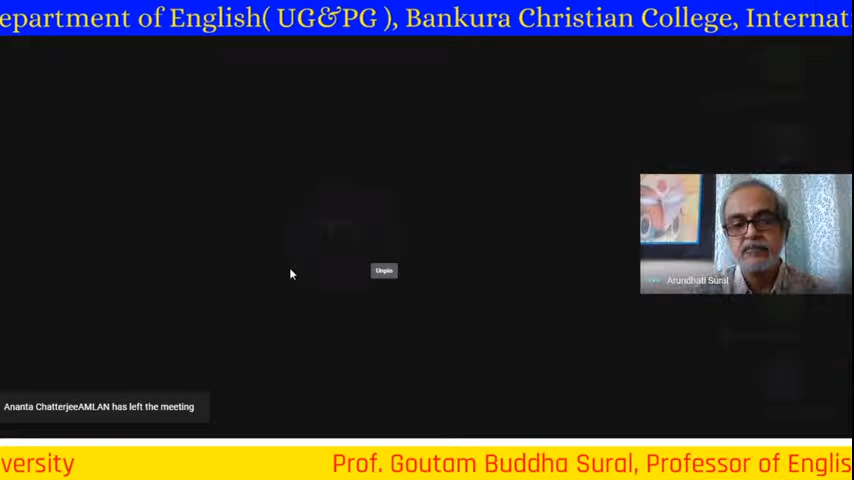 epartment of English( UG&PG ), Bankura Christian College, Internat
Unpin
Arundhati Sural
Ananta ChatterjeeAMLAN has left the meeting
versity Prof. Goutam Buddha Sural, Professor of Englis